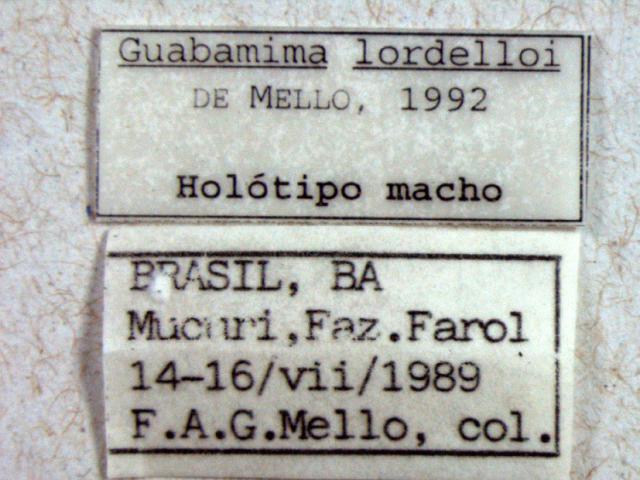 Guabamima lordelloi
DE MELLO, 1992
Holótipo macho
BRASIL, BA
Mucuri,Faz.Farol
14-16/vii/1989
F.A.G.Mello, col.